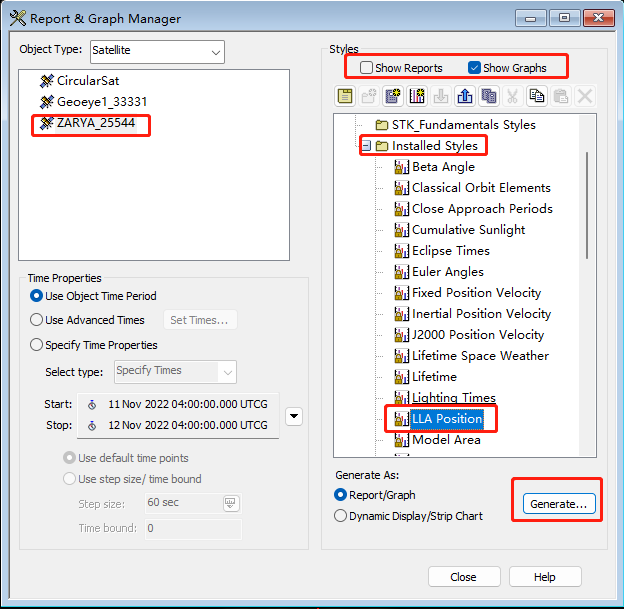 Report & Graph Manager
Object Type: Satellite
CircularSat
Geoeye1_33331
ZARYA_25544
Time Properties
Use Object Time Period
Use Advanced Times Set Times...
Specify Time Properties
Select type: Specify Times
Start: 11 Nov 2022 04:00:00.000 UTCG
Stop: 12 Nov 2022 04:00:00.000 UTCG
Use default time points
Use step size/ time bound
Step size: 60 sec
Time bound: 0
Styles
Show Reports Show Graphs
STK_Fundamentals Styles
Installed Styles
Beta Angle
Classical Orbit Elements
Close Approach Periods
Cumulative Sunlight
Eclipse Times
Euler Angles
Fixed Position Velocity
Inertial Position Velocity
J2000 Position Velocity
Lifetime Space Weather
Lifetime
Lighting Times
LLA Position
Model Area
Generate As:
Report/Graph
Dynamic Display/Strip Chart
Generate...
Close Help